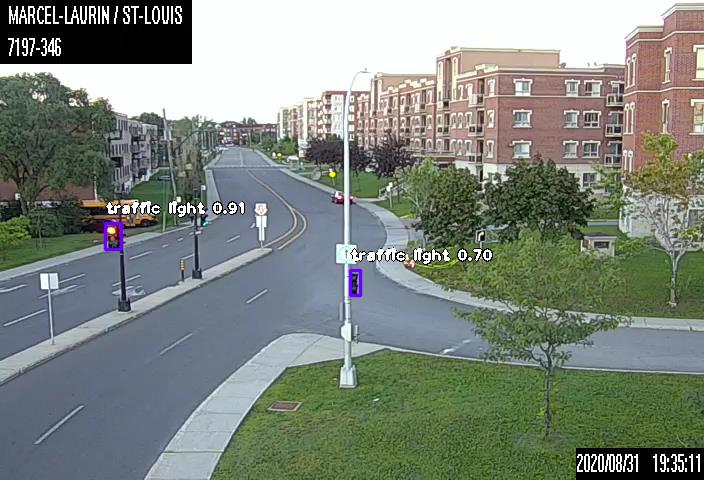 MARCEL-LAURIN / ST-LOUIS
7197-346
traffic light 0.91
traffic light 0.70
2020/08/31 19:35:11